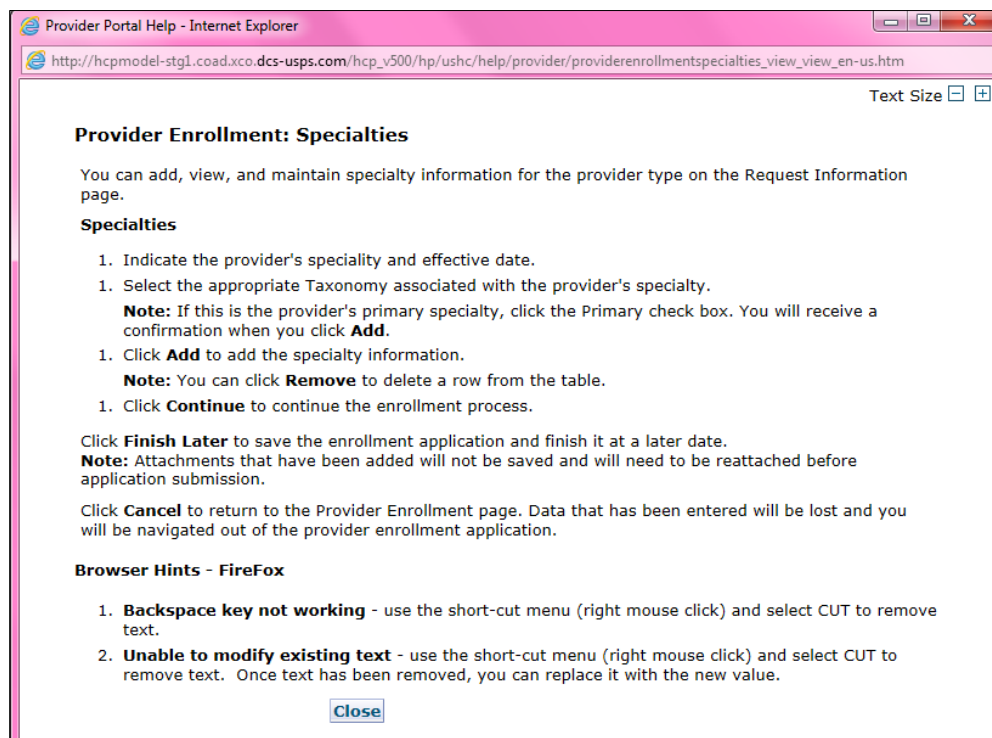 Provider Portal Help - Internet Explorer
http://hcpmodel-stg1.coad.xco.dcs-usps.com/hcp_v500/hp/ushc/help/provider/providerenrollmentspecialties_view_view_en-us.htm
Text Size
Provider Enrollment: Specialties
You can add, view, and maintain specialty information for the provider type on the Request Information
page.
Specialties
1. Indicate the provider's speciality and effective date.
1. Select the appropriate Taxonomy associated with the provider's specialty.
Note: If this is the provider's primary specialty, click the Primary check box. You will receive a
confirmation when you click Add.
1. Click Add to add the specialty information.
Note: You can click Remove to delete a row from the table.
1. Click Continue to continue the enrollment process.
Click Finish Later to save the enrollment application and finish it at a later date.
Note: Attachments that have been added will not be saved and will need to be reattached before
application submission.
Click Cancel to return to the Provider Enrollment page. Data that has been entered will be lost and you
will be navigated out of the provider enrollment application.
Browser Hints - FireFox
1. Backspace key not working - use the short-cut menu (right mouse click) and select CUT to remove
text.
2. Unable to modify existing text - use the short-cut menu (right mouse click) and select CUT to
remove text.  Once text has been removed, you can replace it with the new value.
Close